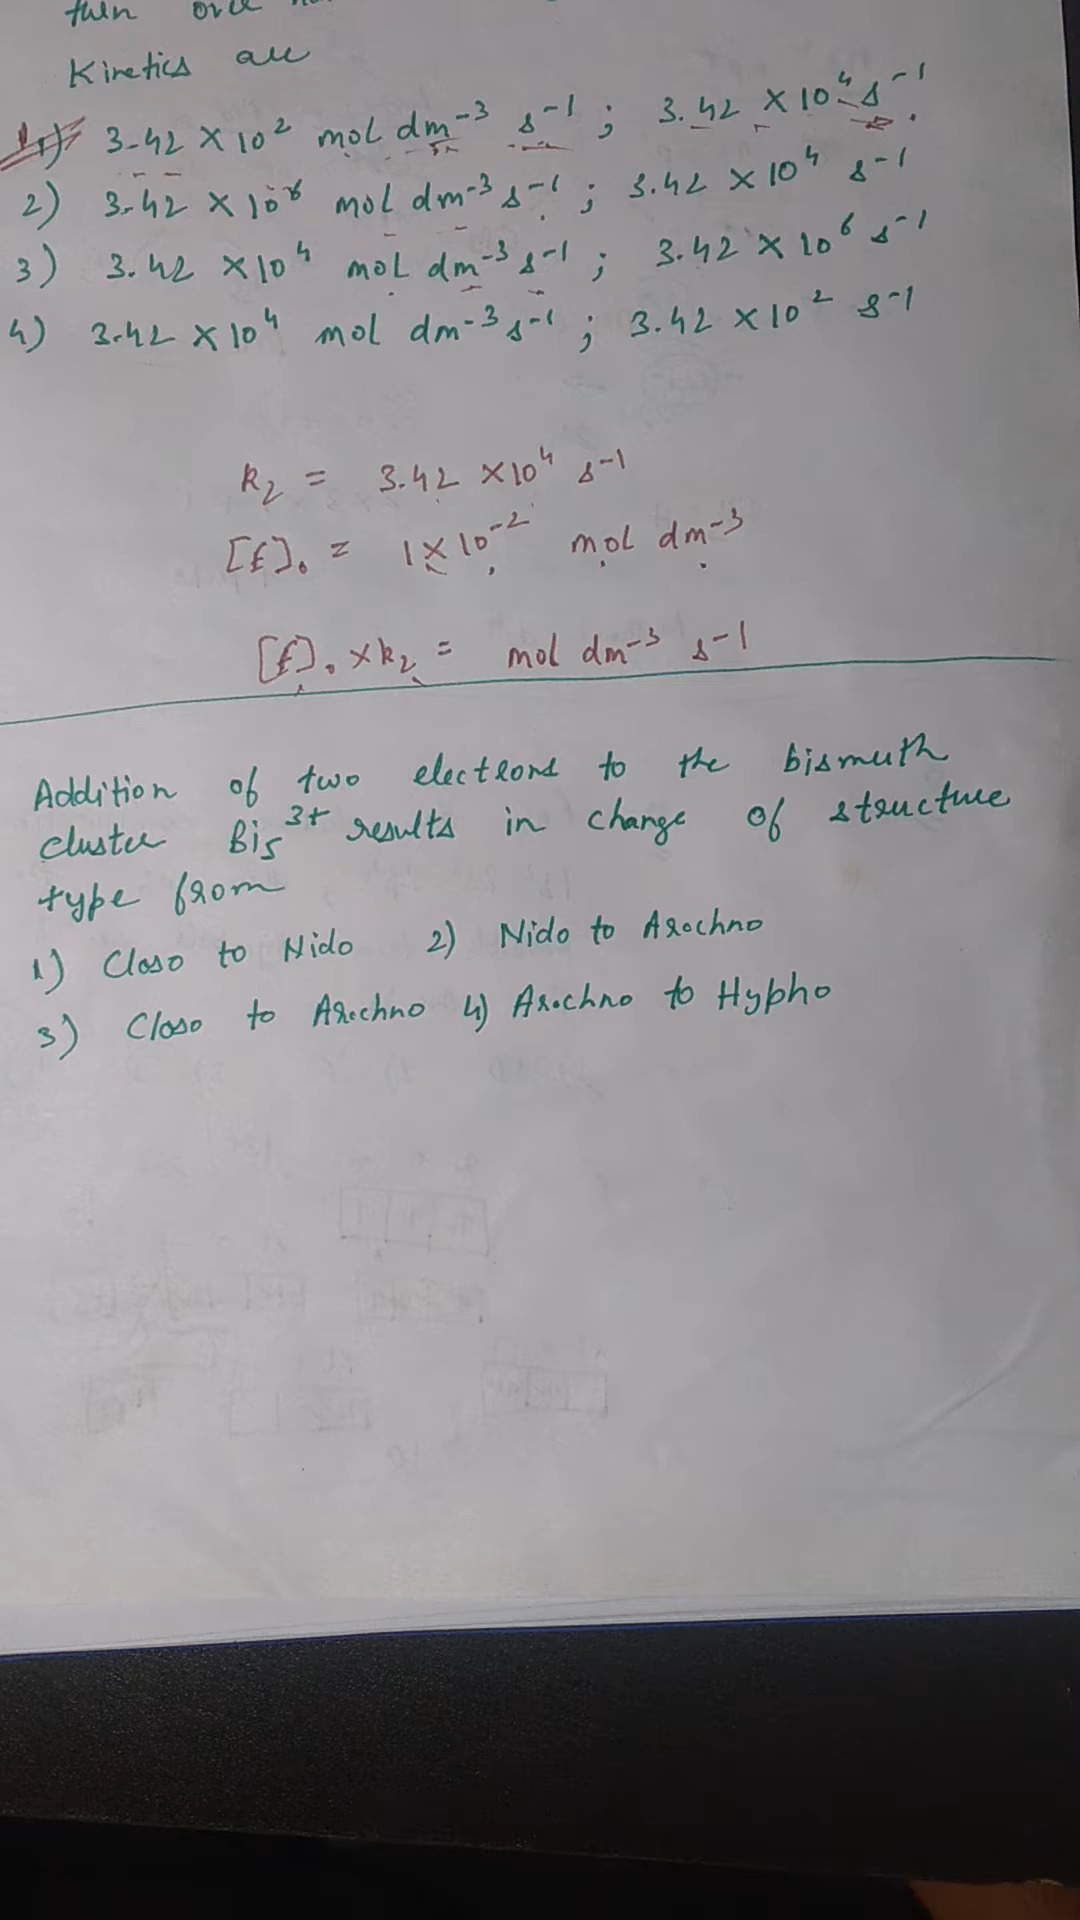 then over
Kinetics are
1) 3.42 × 10² mol dm⁻³ s⁻¹ ; 3.42 × 10⁴ s⁻¹.
2) 3.42 × 10⁶ mol dm⁻³ s⁻¹ ; 3.42 × 10⁴ s⁻¹
3) 3.42 × 10⁴ mol dm⁻³ s⁻¹ ; 3.42 × 10⁶ s⁻¹
4) 3.42 × 10⁴ mol dm⁻³ s⁻¹ ; 3.42 × 10² s⁻¹
k₂ = 3.42 × 10⁴ s⁻¹
[E]₀ = 1 × 10⁻² mol dm⁻³
[E]₀ × k₂ = mol dm⁻³ s⁻¹
Addition of two electrons to the bismuth
cluster Bi₅³⁺ results in change of structure
type from
1) Closo to Nido 2) Nido to Arachno
3) Closo to Arachno 4) Arachno to Hypho